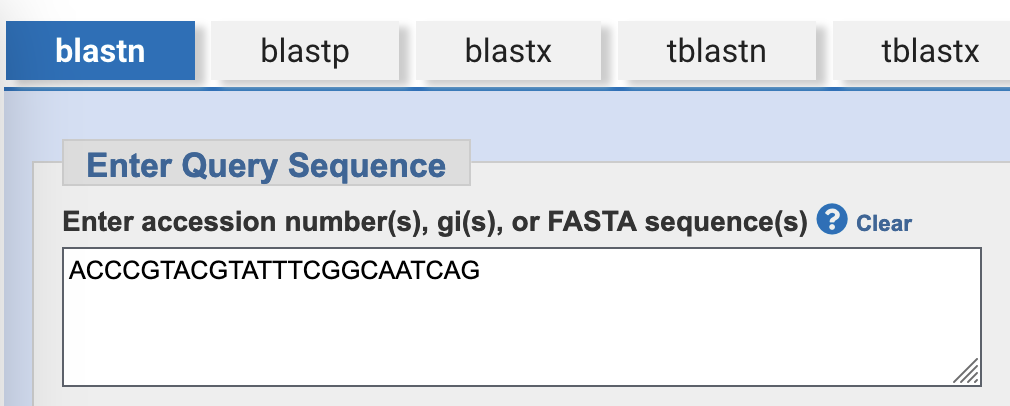 blastn blastp blastx tblastn tblastx
Enter Query Sequence
Enter accession number(s), gi(s), or FASTA sequence(s) ? Clear
ACCCGTACGTATTTCGGCAATCAG